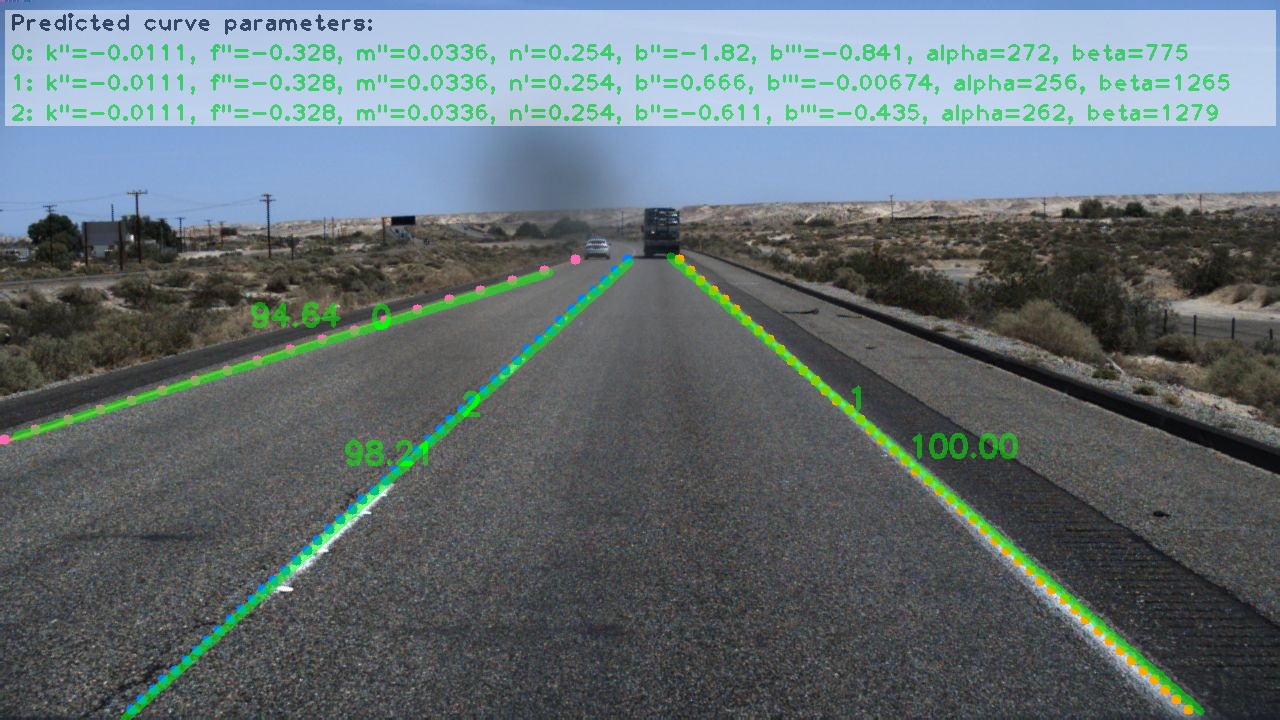 Predicted curve parameters:
0: k''=-0.0111, f''=-0.328, m''=0.0336, n'=0.254, b''=-1.82, b'''=-0.841, alpha=272, beta=775
1: k''=-0.0111, f''=-0.328, m''=0.0336, n'=0.254, b''=0.666, b'''=-0.00674, alpha=256, beta=1265
2: k''=-0.0111, f''=-0.328, m''=0.0336, n'=0.254, b''=-0.611, b'''=-0.435, alpha=262, beta=1279
94.64 0
2 1
98.21 100.00